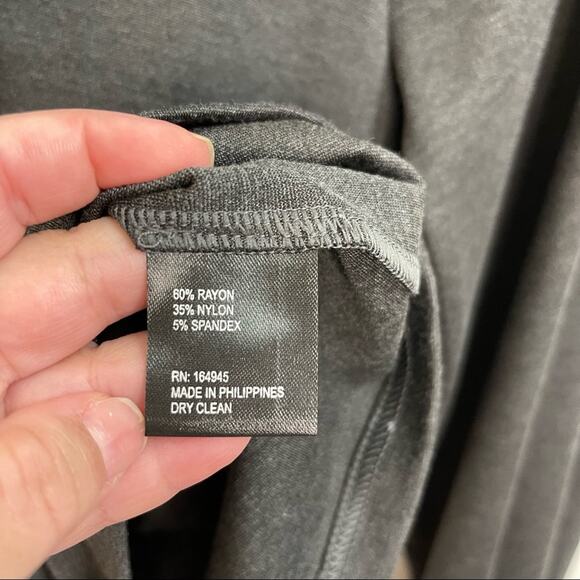 60% RAYON
35% NYLON
5% SPANDEX
RN: 164945
MADE IN PHILIPPINES
DRY CLEAN